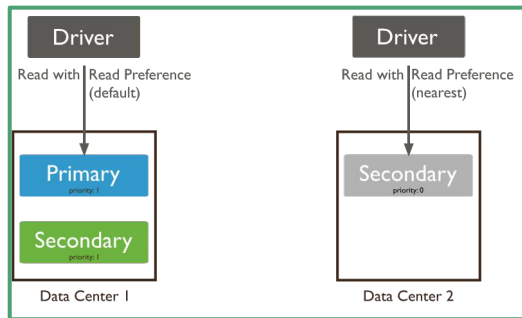 Driver
Read with Read Preference
(default)
Primary
priority: 1
Secondary
priority: 1
Data Center 1
Driver
Read with Read Preference
(nearest)
Secondary
priority: 0
Data Center 2